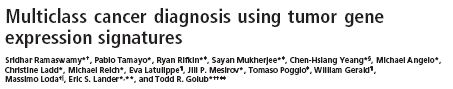 Multiclass cancer diagnosis using tumor gene
expression signatures
Sridhar Ramaswamy*†, Pablo Tamayo*, Ryan Rifkin*‡, Sayan Mukherjee*‡, Chen-Hsiang Yeang*§, Michael Angelo*,
Christine Ladd*, Michael Reich*, Eva Latulippe¶, Jill P. Mesirov*, Tomaso Poggio‡, William Gerald¶,
Massimo Loda†‖, Eric S. Lander*,**, and Todd R. Golub*†††‡‡